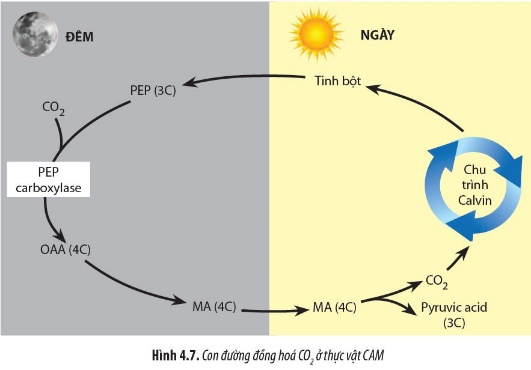 ĐÊM
NGÀY
Tinh bột
PEP (3C)
CO₂
PEP
carboxylase
Chu
trình
Calvin
OAA (4C)
CO₂
MA (4C)
MA (4C)
Pyruvic acid
(3C)
Hình 4.7. Con đường đồng hoá CO₂ ở thực vật CAM